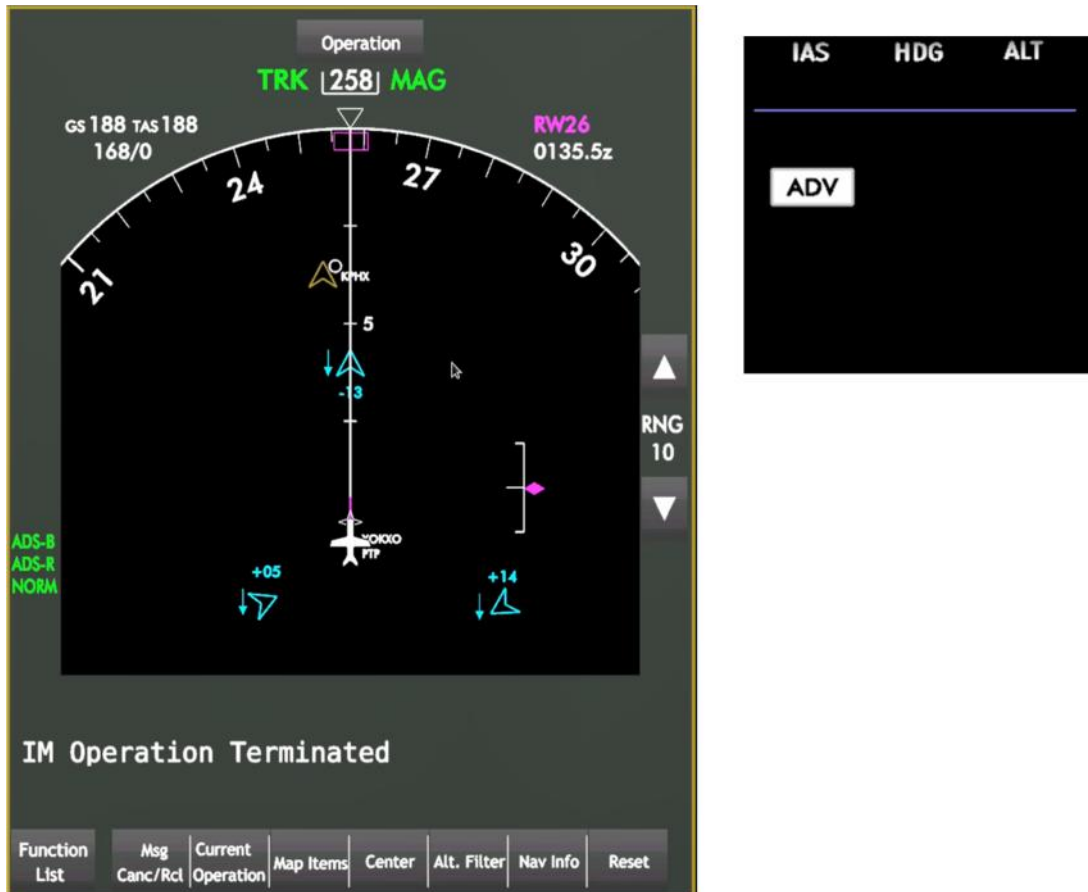 Operation
TRK 258 MAG
GS 188 TAS 188
168/0
RW26
0135.5z
21
24
27
30
KPHX
5
-13
RNG
10
YOKXO
PTP
ADS-B
ADS-R
NORM
+05
+14
IM Operation Terminated
Function
List
Msg
Canc/Rcl
Current
Operation
Map Items
Center
Alt. Filter
Nav Info
Reset
IAS HDG ALT
ADV